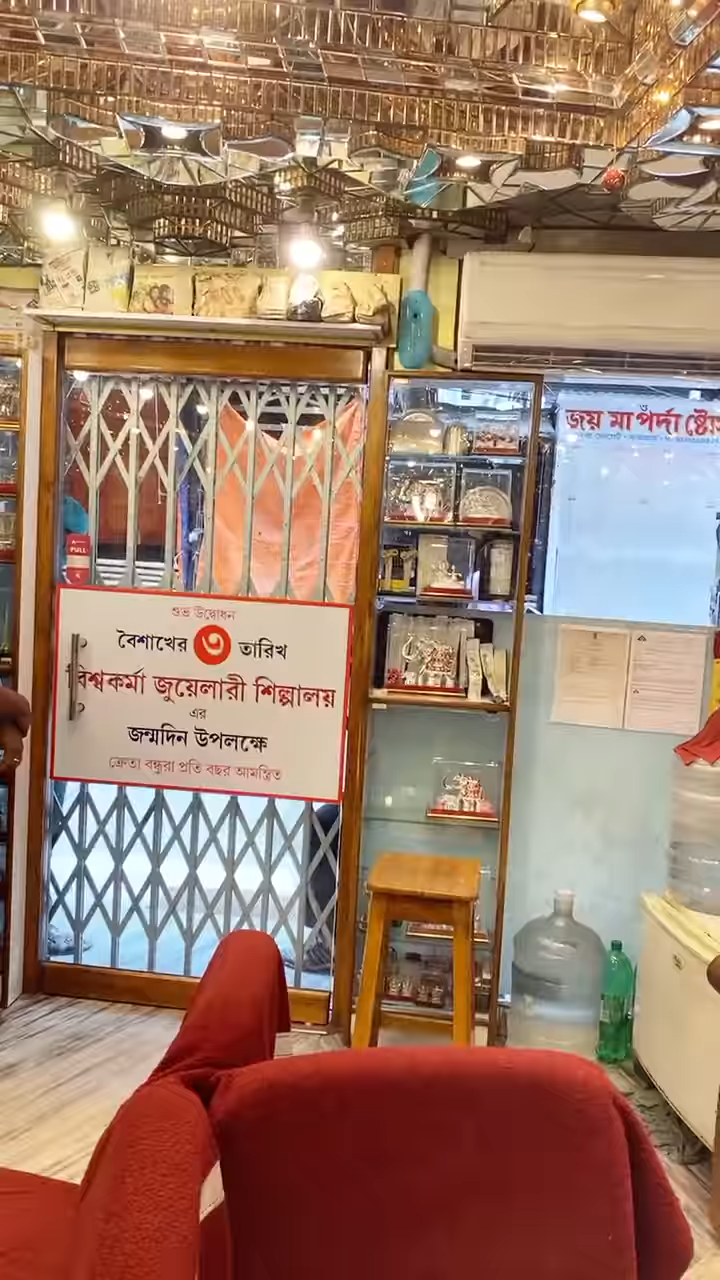 জয় মা পর্দা ষ্টোস
PULL
শুভ উদ্বোধন
বৈশাখের ৩ তারিখ
বিশ্বকর্মা জুয়েলারী শিল্পালয়
এর
জন্মদিন উপলক্ষে
ক্রেতা বন্ধুরা প্রতি বছর আমন্ত্রিত